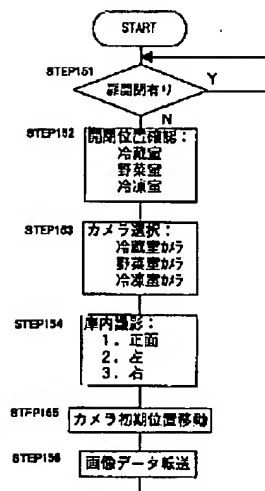 START
STEP151
扉開閉有り
Y
N
STEP152
開閉位置確認：
冷蔵室
野菜室
冷凍室
STEP153
カメラ選択：
冷蔵室カメラ
野菜室カメラ
冷凍室カメラ
STEP154
庫内撮影：
1．正面
2．左
3．右
STEP155
カメラ初期位置移動
STEP156
画像データ転送